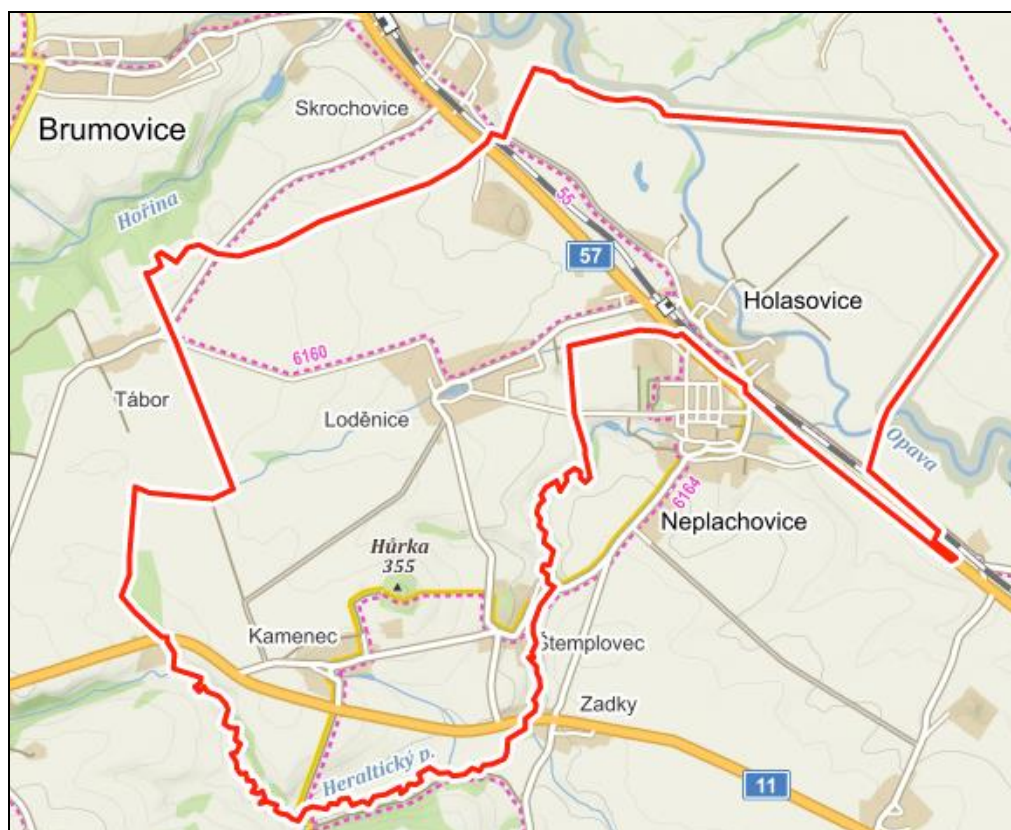 Skrochovice
Brumovice
Hořina
55
57
Holasovice
6160
Tábor
Loděnice
Opava
6164
Neplachovice
Hůrka
355
Kamenec
Štemplovec
Zadky
Heraltický p.
11